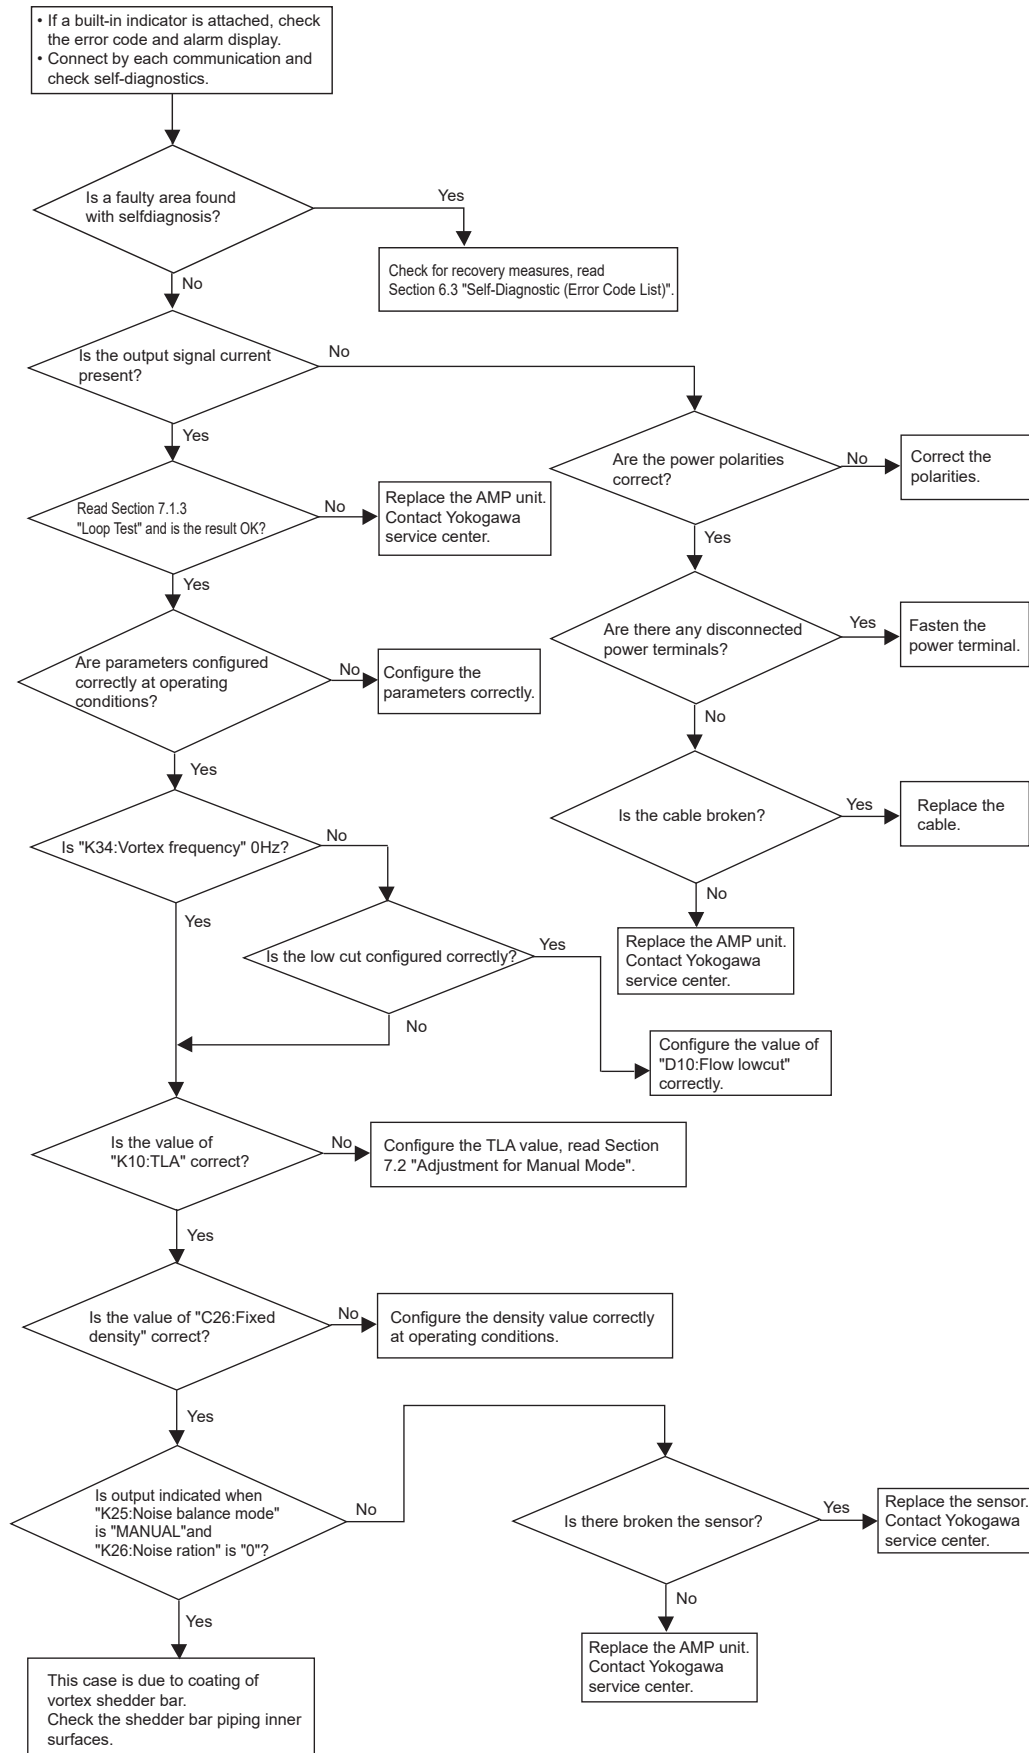 • If a built-in indicator is attached, check
the error code and alarm display.
• Connect by each communication and
check self-diagnostics.
Is a faulty area found
with selfdiagnosis?
Yes
Check for recovery measures, read
Section 6.3 "Self-Diagnostic (Error Code List)".
No
Is the output signal current
present?
No
Yes
Are the power polarities
correct?
No
Correct the
polarities.
Read Section 7.1.3
"Loop Test" and is the result OK?
No
Replace the AMP unit.
Contact Yokogawa
service center.
Yes
Yes
Are there any disconnected
power terminals?
Yes
Fasten the
power terminal.
Are parameters configured
correctly at operating
conditions?
No
Configure the
parameters correctly.
No
Yes
Is the cable broken?
Yes
Replace the
cable.
Is "K34:Vortex frequency" 0Hz?
No
Yes
No
Replace the AMP unit.
Contact Yokogawa
service center.
Is the low cut configured correctly?
Yes
No
Configure the value of
"D10:Flow lowcut"
correctly.
Is the value of
"K10:TLA" correct?
No
Configure the TLA value, read Section
7.2 "Adjustment for Manual Mode".
Yes
Is the value of "C26:Fixed
density" correct?
No
Configure the density value correctly
at operating conditions.
Yes
Is output indicated when
"K25:Noise balance mode"
is "MANUAL"and
"K26:Noise ration" is "0"?
No
Is there broken the sensor?
Yes
Replace the sensor.
Contact Yokogawa
service center.
No
Yes
Replace the AMP unit.
Contact Yokogawa
service center.
This case is due to coating of
vortex shedder bar.
Check the shedder bar piping inner
surfaces.